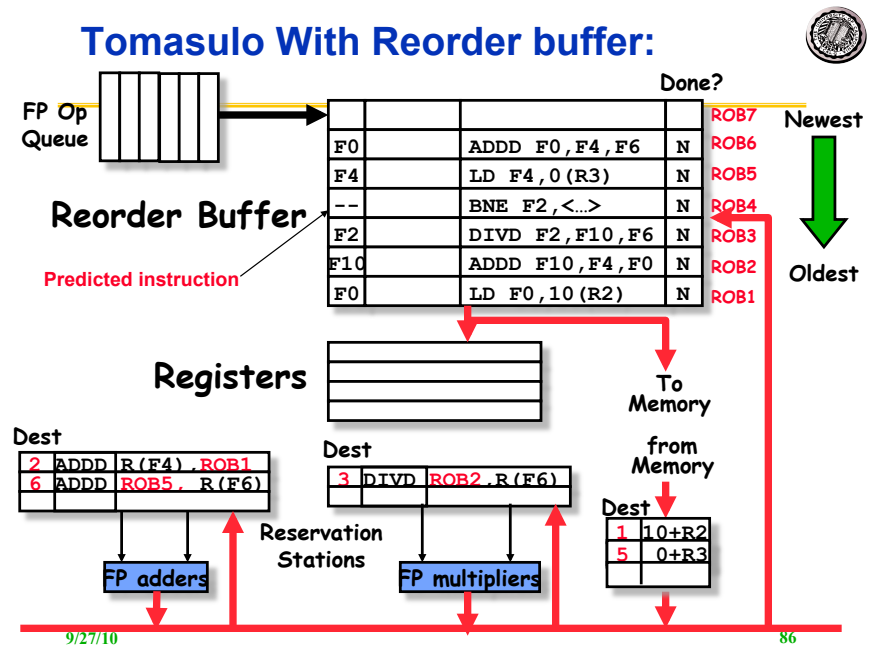 Tomasulo With Reorder buffer:
Done?
FP Op
Queue
ROB7
Newest
F0 ADDD F0,F4,F6 N ROB6
F4 LD F4,0(R3) N ROB5
-- BNE F2,<…> N ROB4
Reorder Buffer
F2 DIVD F2,F10,F6 N ROB3
F10 ADDD F10,F4,F0 N ROB2
F0 LD F0,10(R2) N ROB1
Oldest
Predicted instruction
Registers
To
Memory
from
Memory
Dest
2 ADDD R(F4),ROB1
6 ADDD ROB5, R(F6)
Dest
3 DIVD ROB2,R(F6)
Dest
1 10+R2
5 0+R3
Reservation
Stations
FP adders
FP multipliers
9/27/10
86